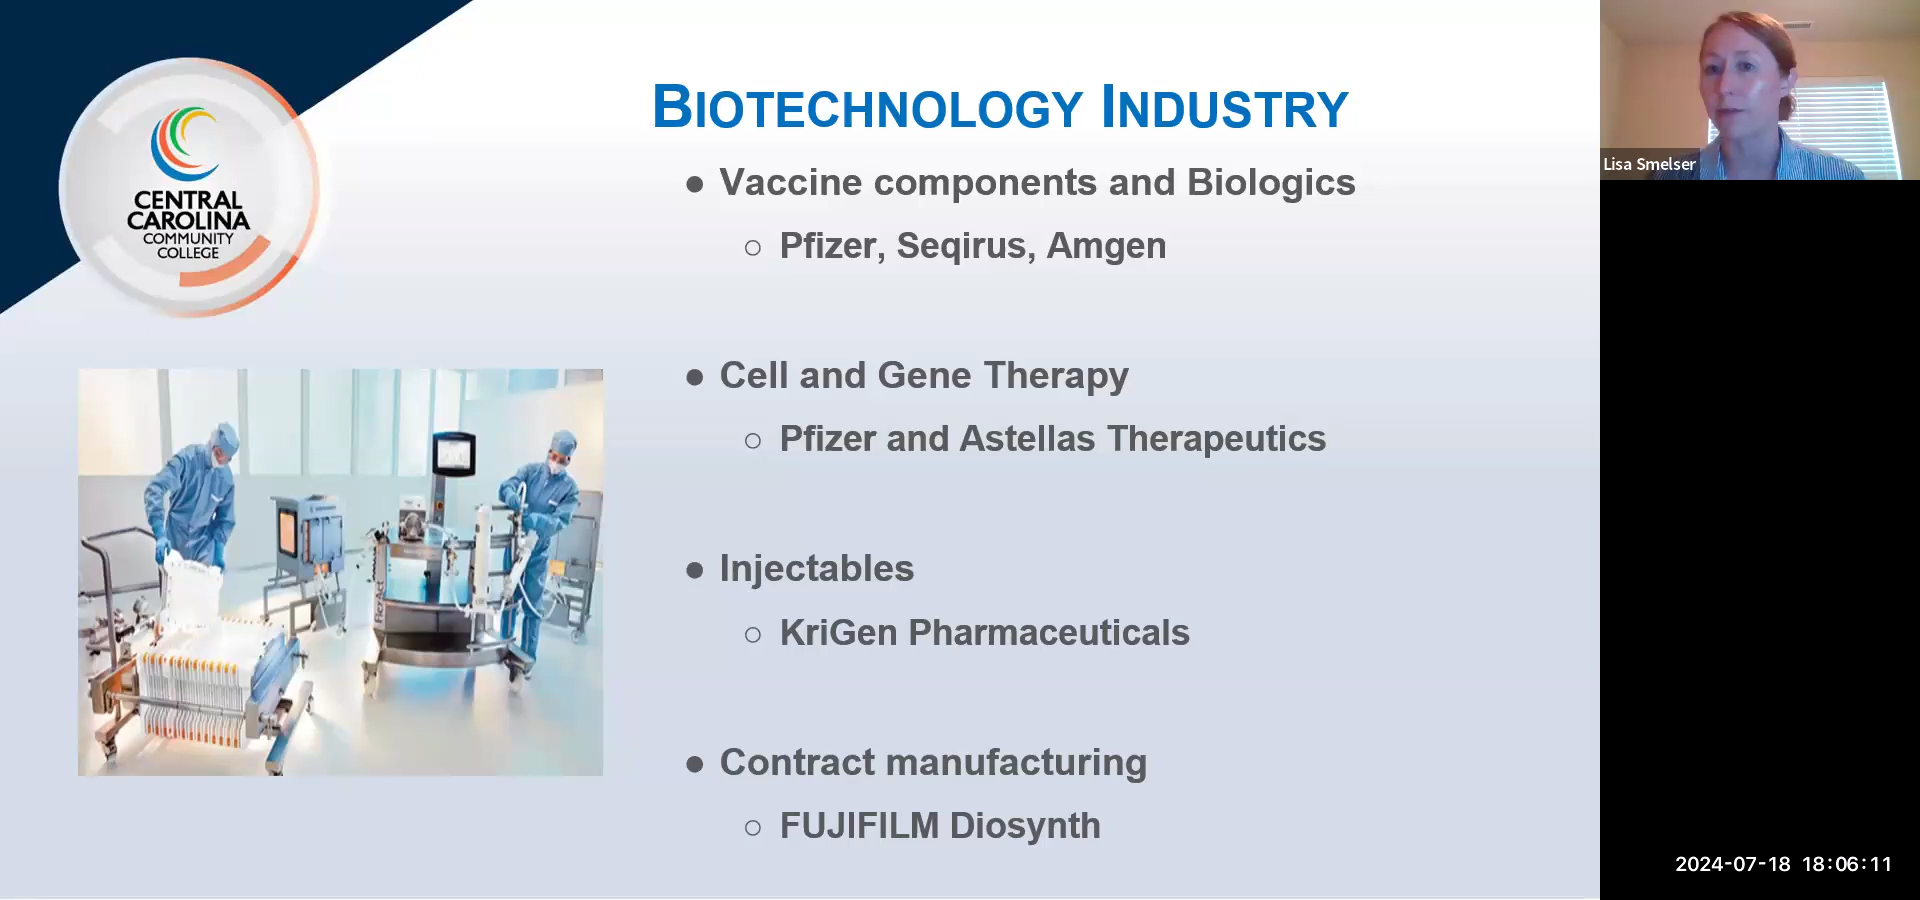 BIOTECHNOLOGY INDUSTRY
● Vaccine components and Biologics
○ Pfizer, Seqirus, Amgen
● Cell and Gene Therapy
○ Pfizer and Astellas Therapeutics
● Injectables
○ KriGen Pharmaceuticals
● Contract manufacturing
○ FUJIFILM Diosynth
CENTRAL
CAROLINA
COMMUNITY
COLLEGE
Lisa Smelser
2024-07-18 18:06:11